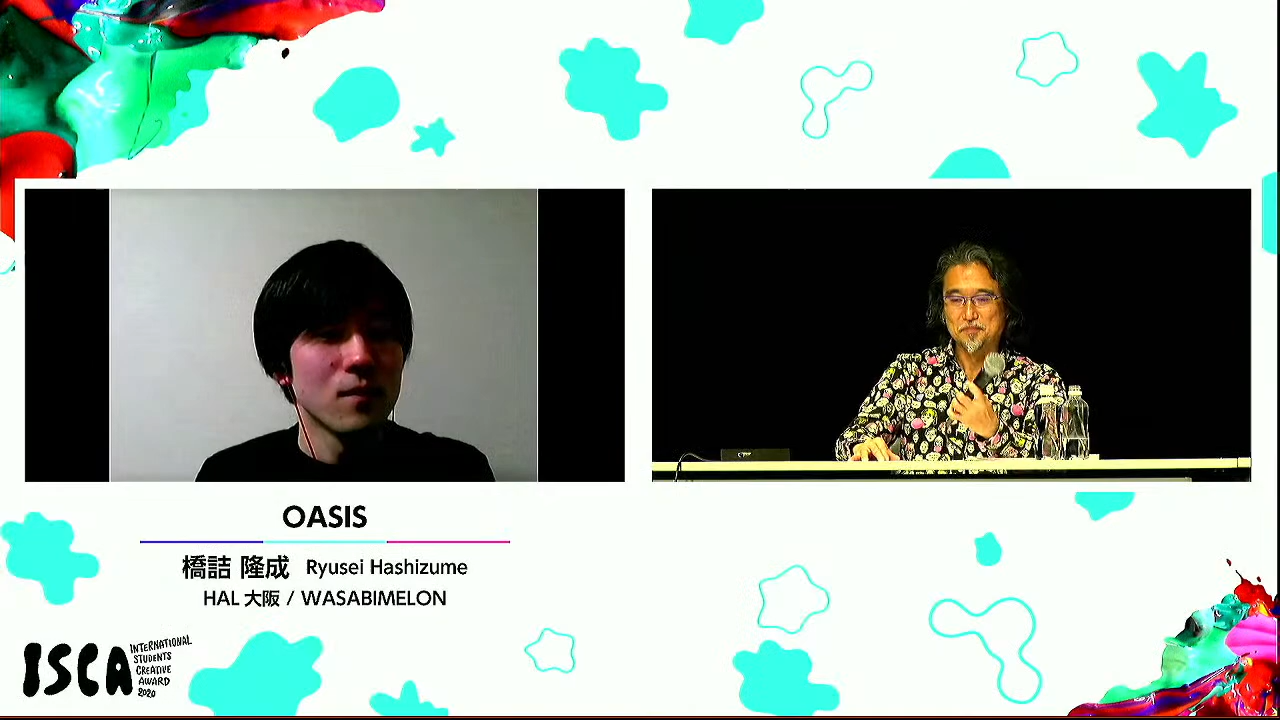 OASIS
橋詰 隆成 Ryusei Hashizume
HAL 大阪 / WASABIMELON
ISCA
INTERNATIONAL
STUDENTS
CREATIVE
AWARD
2020